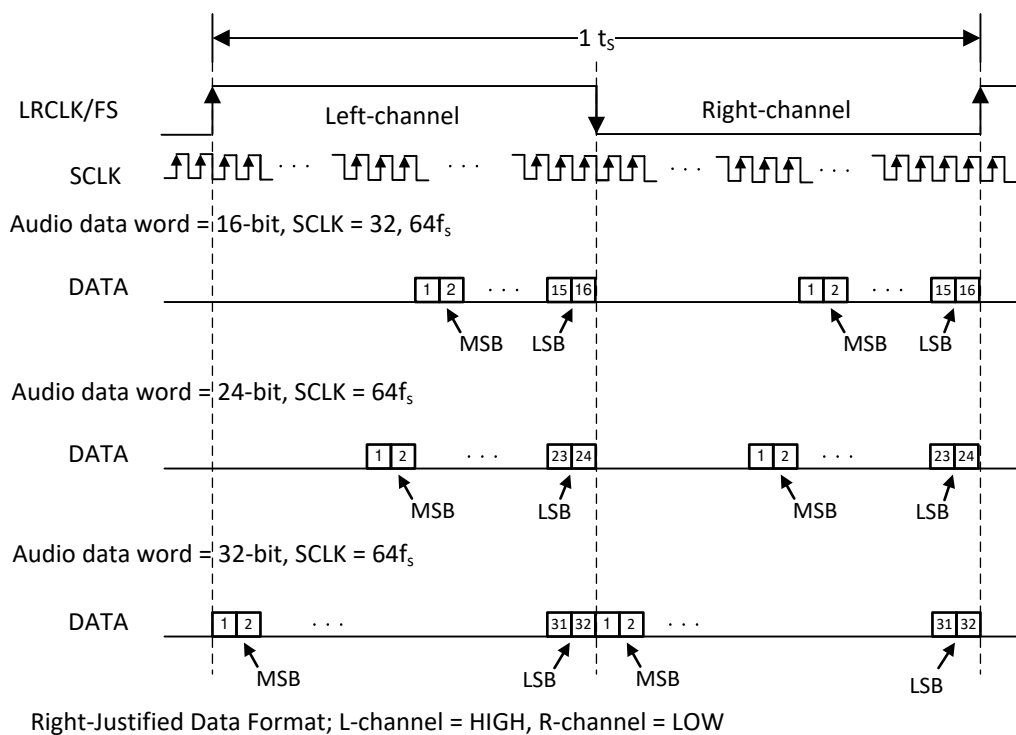 1 tS
LRCLK/FS Left-channel Right-channel
SCLK . . . . . . . . . . . .
Audio data word = 16-bit, SCLK = 32, 64fs
DATA 1 2 . . . 15 16 1 2 . . . 15 16
MSB LSB MSB LSB
Audio data word = 24-bit, SCLK = 64fs
DATA 1 2 . . . 23 24 1 2 . . . 23 24
MSB LSB MSB LSB
Audio data word = 32-bit, SCLK = 64fs
DATA 1 2 . . . 31 32 1 2 . . . 31 32
MSB LSB MSB LSB
Right-Justified Data Format; L-channel = HIGH, R-channel = LOW